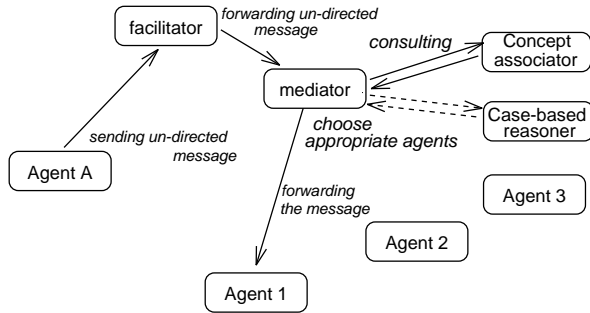 forwarding un-directed
message
facilitator
consulting
Concept
associator
mediator
choose
appropriate agents
Case-based
reasoner
sending un-directed
message
Agent A
forwarding
the message
Agent 3
Agent 2
Agent 1